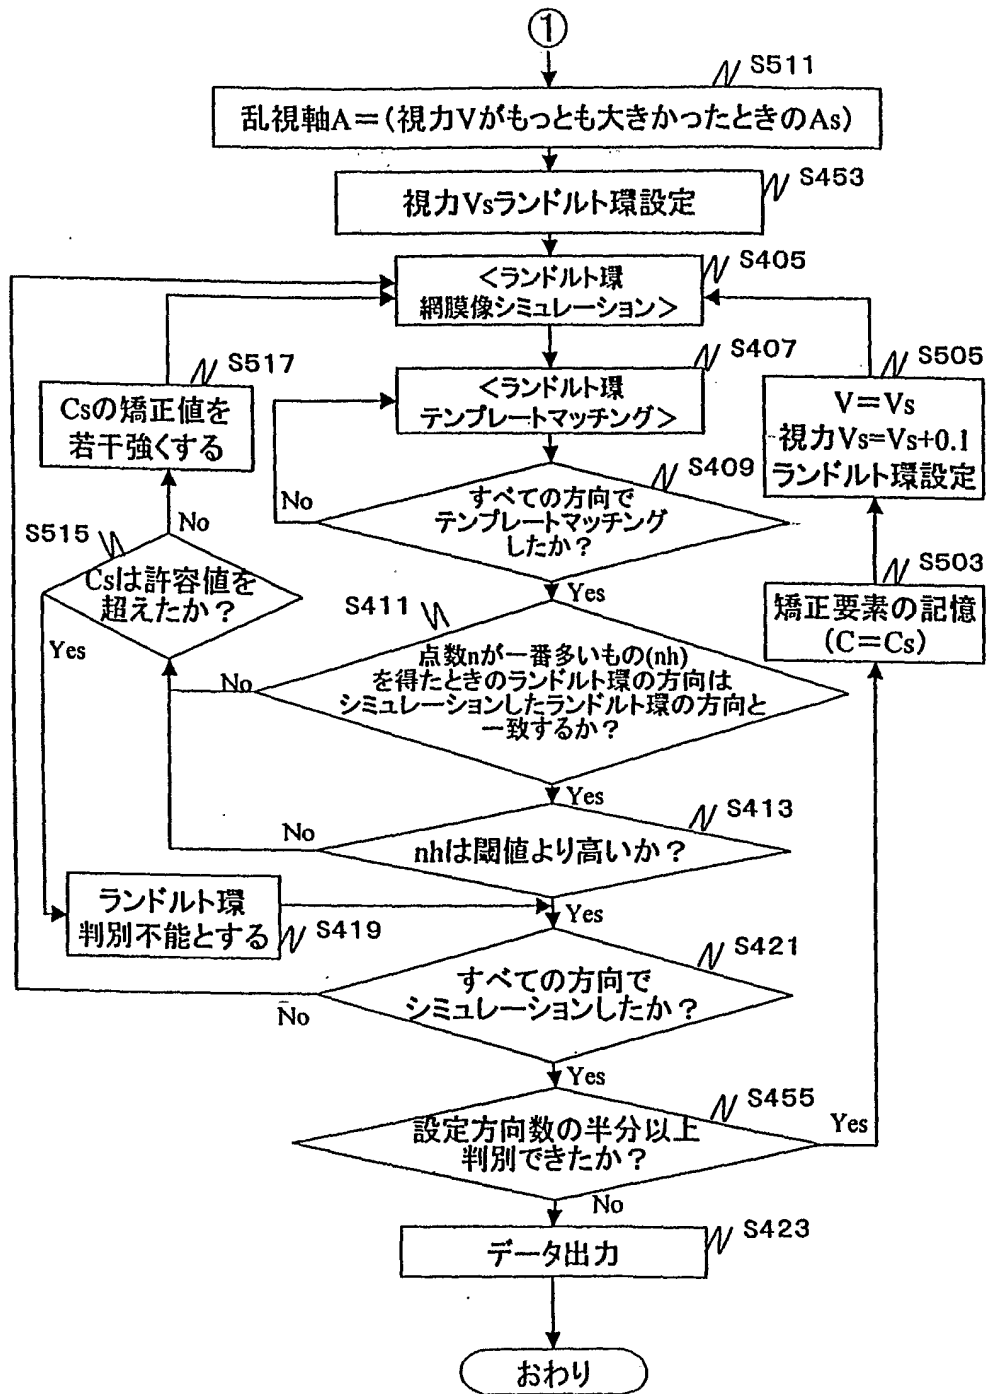 ①
S511
乱視軸A=(視力VがもっとおおきかったときのAs)
S453
視力Vsランドルト環設定
S405
<ランドルト環
網膜像シミュレーション>
S407
<ランドルト環
テンプレートマッチング>
S517
Csの矯正値を
若干強くする
S505
V=Vs
視力Vs=Vs+0.1
ランドルト環設定
S409
すべての方向で
テンプレートマッチング
したか?
No
Yes
S515
Csは許容値を
超えたか?
No
Yes
S503
矯正要素の記憶
(C=Cs)
S411
点数nが一番多いもの(nh)
を得たときのランドルト環の方向は
シミュレーションしたランドルト環の方向と
一致するか?
No
Yes
S413
nhは閾値より高いか?
No
Yes
ランドルト環
判別不能とする
S419
S421
すべての方向で
シミュレーションしたか?
No
Yes
S455
設定方向数の半分以上
判別できたか?
Yes
No
S423
データ出力
おわり